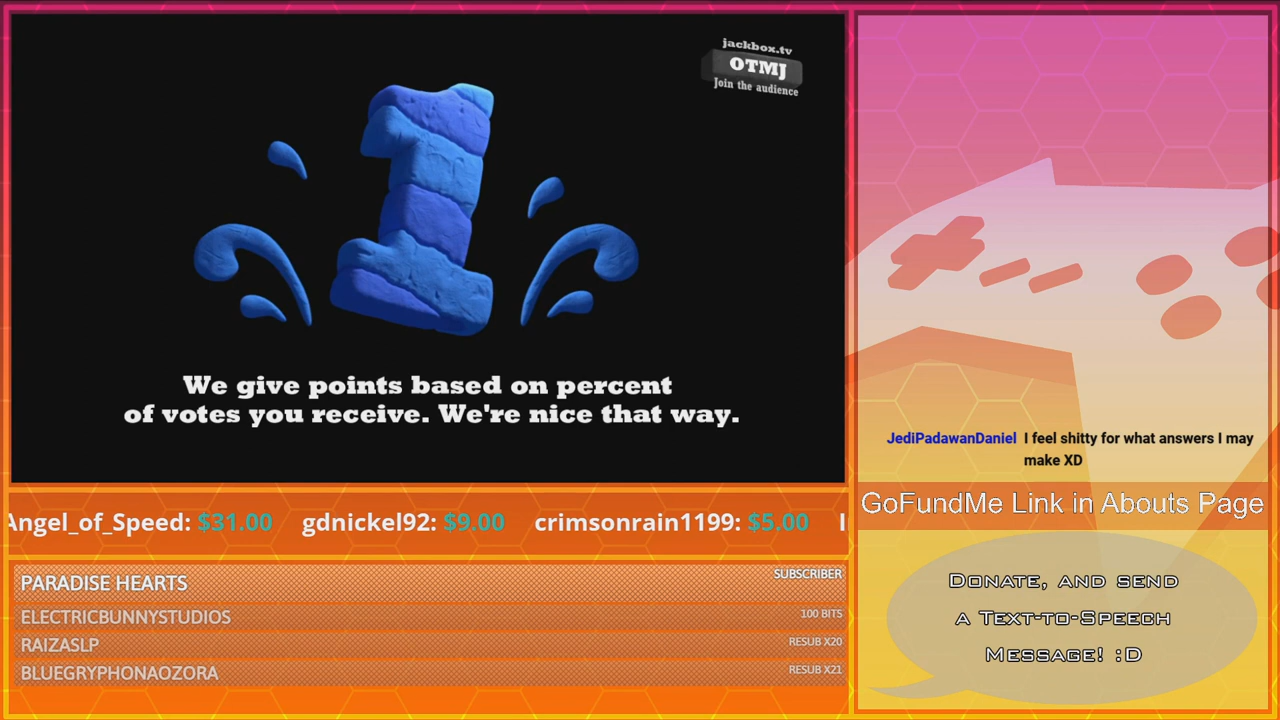 jackbox.tv
OTMJ
Join the audience
1
We give points based on percent
of votes you receive. We're nice that way.
JediPadawanDaniel I feel shitty for what answers I may
make XD
GoFundMe Link in Abouts Page
Angel_of_Speed: $31.00 gdnickel92: $9.00 crimsonrain1199: $5.00
PARADISE HEARTS SUBSCRIBER
ELECTRICBUNNYSTUDIOS 100 BITS
RAIZASLP RESUB X20
BLUEGRYPHONAOZORA RESUB X21
Donate, and send
a Text-to-Speech
Message! :D